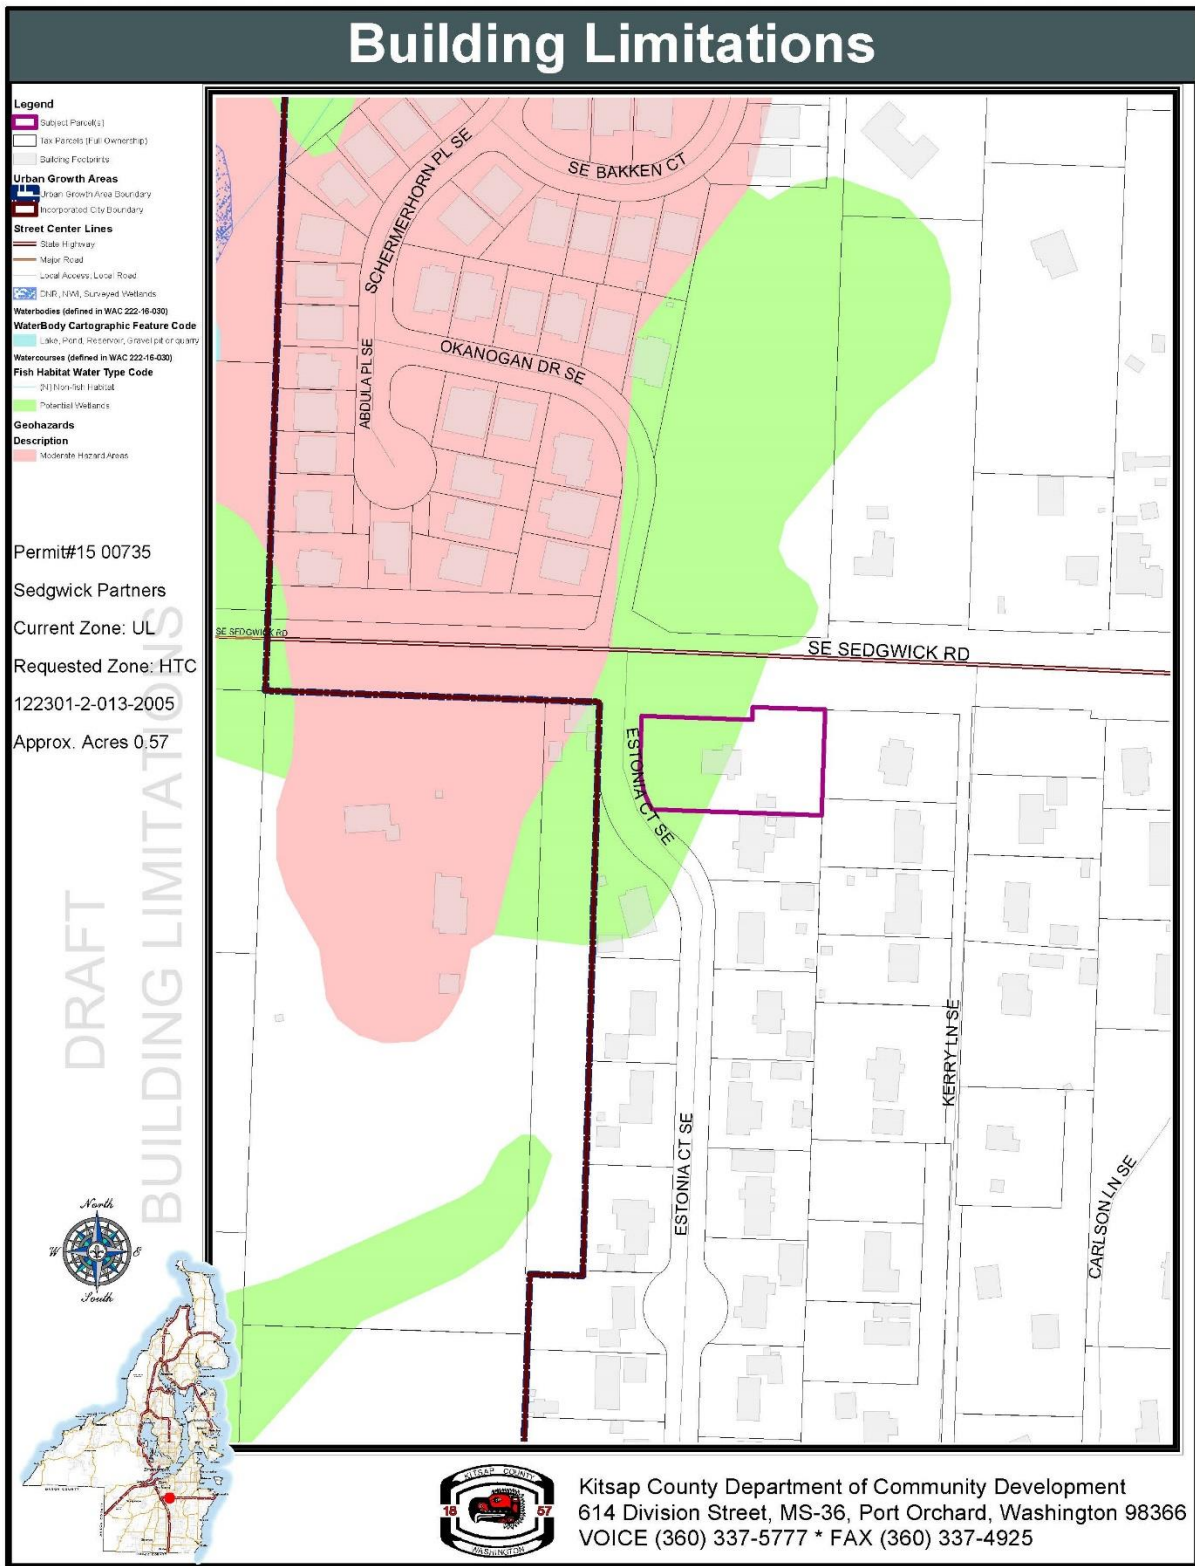 Building Limitations
Legend
Subject Parcel(s)
Tax Parcels (Full Ownership)
Building Footprints
Urban Growth Areas
Urban Growth Area Boundary
Incorporated City Boundary
Street Center Lines
State Highway
Major Road
Local Access; Local Road
DNR, NWI, Surveyed Wetlands
Waterbodies (defined in WAC 222-16-030)
WaterBody Cartographic Feature Code
Lake, Pond, Reservoir, Gravel pit or quarry
Watercourses (defined in WAC 222-16-030)
Fish Habitat Water Type Code
(N) Non-fish Habitat
Potential Wetlands
Geohazards
Description
Moderate Hazard Areas
Permit#15 00735
Sedgwick Partners
Current Zone: UL
Requested Zone: HTC
122301-2-013-2005
Approx. Acres 0.57
DRAFT
BUILDING LIMITATIONS
SE BAKKEN CT
SCHERMERHORN PL SE
OKANOGAN DR SE
ABDULA PL SE
SE SEDGWICK RD
SE SEDGWICK RD
ESTONIA CT SE
KERRY LN SE
ESTONIA CT SE
CARLSON LN SE
North
W
E
South
KITSAP COUNTY
18 57
WASHINGTON
Kitsap County Department of Community Development
614 Division Street, MS-36, Port Orchard, Washington 98366
VOICE (360) 337-5777 * FAX (360) 337-4925